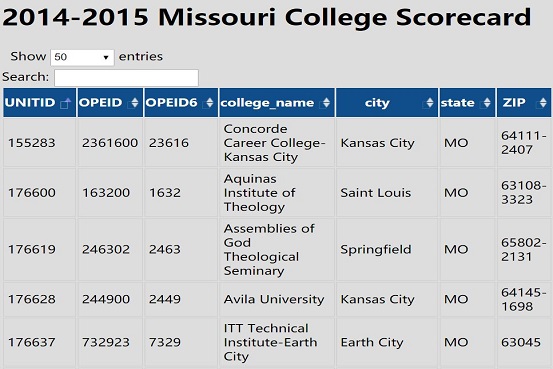 2014-2015 Missouri College Scorecard
Show 50 entries
Search:
UNITID OPEID OPEID6 college_name city state ZIP
155283 2361600 23616 Concorde Career College-Kansas City Kansas City MO 64111-2407
176600 163200 1632 Aquinas Institute of Theology Saint Louis MO 63108-3323
176619 246302 2463 Assemblies of God Theological Seminary Springfield MO 65802-2131
176628 244900 2449 Avila University Kansas City MO 64145-1698
176637 732923 7329 ITT Technical Institute-Earth City Earth City MO 63045